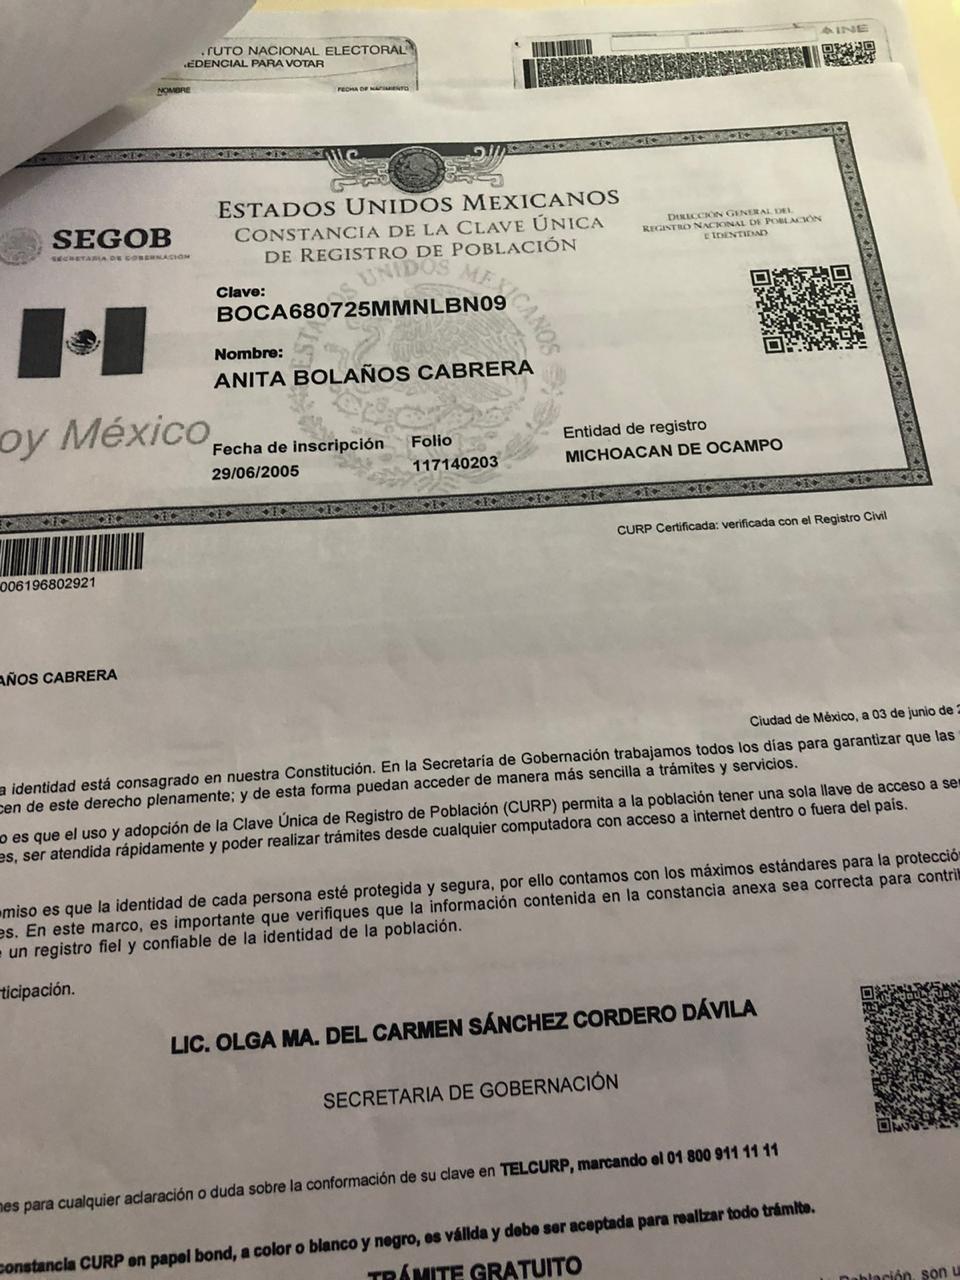 TUTO NACIONAL ELECTORAL
EDENCIAL PARA VOTAR
NOMBRE
FECHA DE NACIMIENTO
INE
ESTADOS UNIDOS MEXICANOS
CONSTANCIA DE LA CLAVE ÚNICA
DE REGISTRO DE POBLACIÓN
DIRECCIÓN GENERAL DEL
REGISTRO NACIONAL DE POBLACIÓN
E IDENTIDAD
SEGOB
SECRETARÍA DE GOBERNACIÓN
UNIDOS MEXICANOS
Clave:
BOCA680725MMNLBN09
Nombre:
ANITA BOLAÑOS CABRERA
oy México
Fecha de inscripción
29/06/2005
Folio
117140203
Entidad de registro
MICHOACAN DE OCAMPO
CURP Certificada: verificada con el Registro Civil
006196802921
AÑOS CABRERA
Ciudad de México, a 03 de junio de 2
a identidad está consagrado en nuestra Constitución. En la Secretaría de Gobernación trabajamos todos los días para garantizar que las
cen de este derecho plenamente; y de esta forma puedan acceder de manera más sencilla a trámites y servicios.
o es que el uso y adopción de la Clave Única de Registro de Población (CURP) permita a la población tener una sola llave de acceso a se
es, ser atendida rápidamente y poder realizar trámites desde cualquier computadora con acceso a internet dentro o fuera del país.
miso es que la identidad de cada persona esté protegida y segura, por ello contamos con los máximos estándares para la protecció
es. En este marco, es importante que verifiques que la información contenida en la constancia anexa sea correcta para contri
e un registro fiel y confiable de la identidad de la población.
ticipación.
LIC. OLGA MA. DEL CARMEN SÁNCHEZ CORDERO DÁVILA
SECRETARIA DE GOBERNACIÓN
nes para cualquier aclaración o duda sobre la conformación de su clave en TELCURP, marcando el 01 800 911 11 11
constancia CURP en papel bond, a color o blanco y negro, es válida y debe ser aceptada para realizar todo trámite.
TRÁMITE GRATUITO
Población, son u